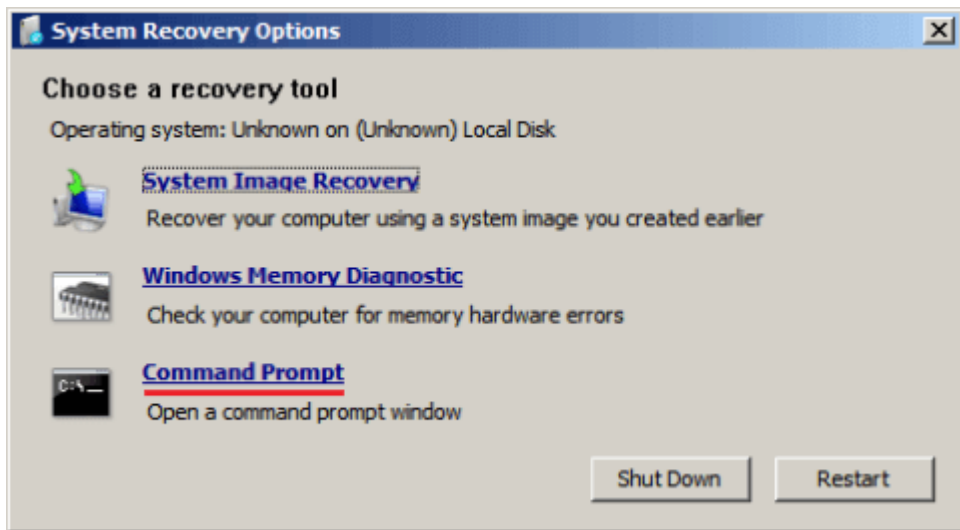 System Recovery Options
Choose a recovery tool
Operating system: Unknown on (Unknown) Local Disk
System Image Recovery
Recover your computer using a system image you created earlier
Windows Memory Diagnostic
Check your computer for memory hardware errors
C:\_
Command Prompt
Open a command prompt window
Shut Down Restart